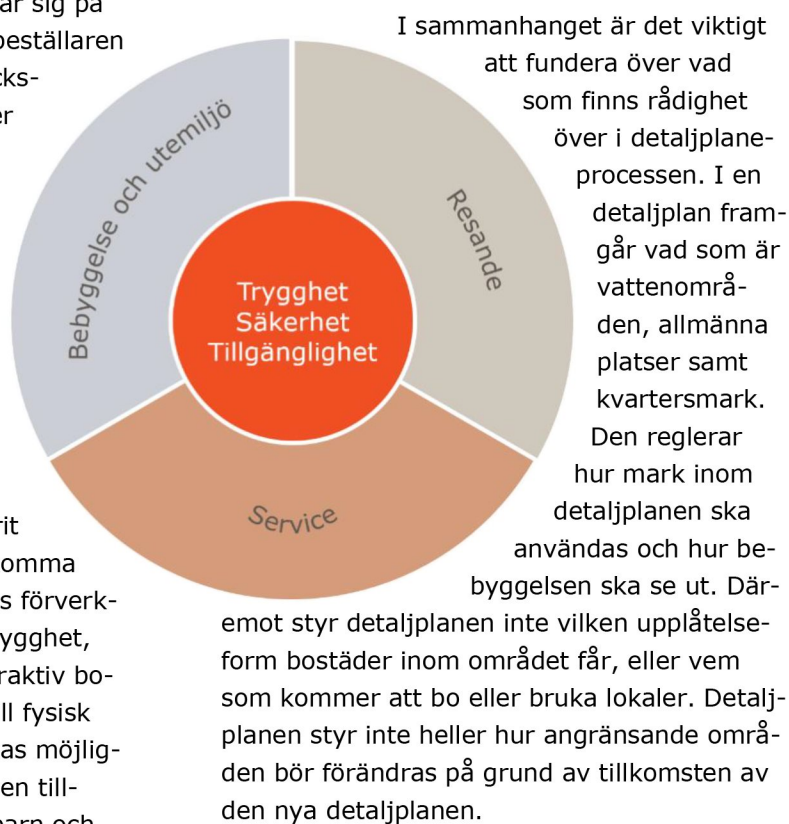 är sig på
beställaren
cks-
er
rit
omma
s förverk-
ygghet,
raktiv bo-
ll fysisk
as möjlig-
en till-
barn och
Bebyggelse och utemiljö
Resande
Service
Trygghet
Säkerhet
Tillgänglighet
I sammanhanget är det viktigt
att fundera över vad
som finns rådighet
över i detaljplane-
processen. I en
detaljplan fram-
går vad som är
vattenområ-
den, allmänna
platser samt
kvartersmark.
Den reglerar
hur mark inom
detaljplanen ska
användas och hur be-
byggelsen ska se ut. Där-
emot styr detaljplanen inte vilken upplåtelse-
form bostäder inom området får, eller vem
som kommer att bo eller bruka lokaler. Detalj-
planen styr inte heller hur angränsande områ-
den bör förändras på grund av tillkomsten av
den nya detaljplanen.